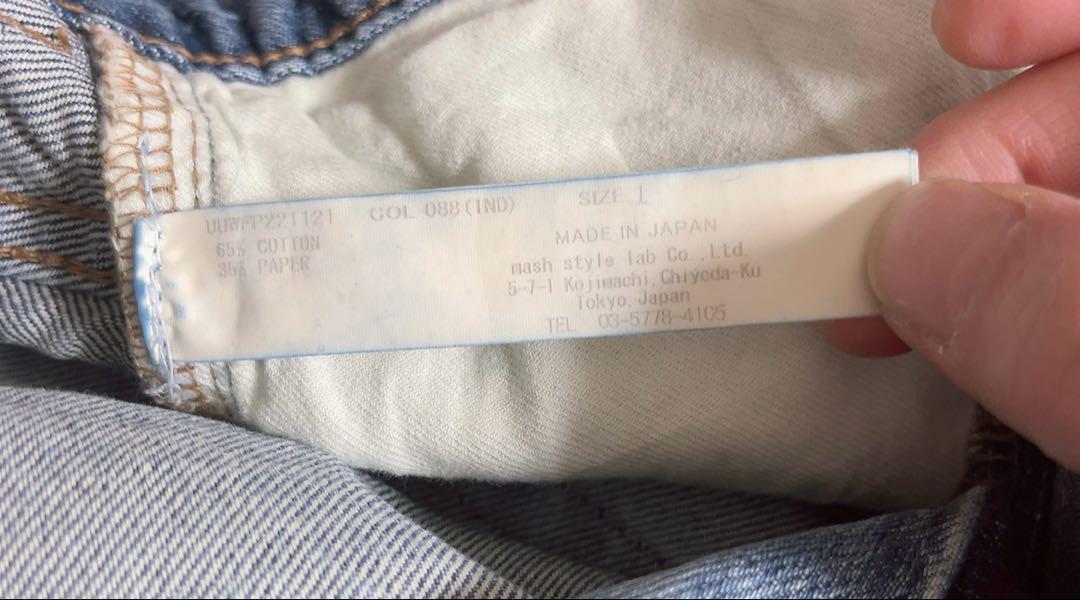 COL 088(IND)
SIZE 1
65% COTTON
35% PAPER
MADE IN JAPAN
mash style lab Co.,Ltd.
5-7-1 Kojimachi,Chiyoda-Ku
Tokyo,Japan
TEL 03-5778-4105